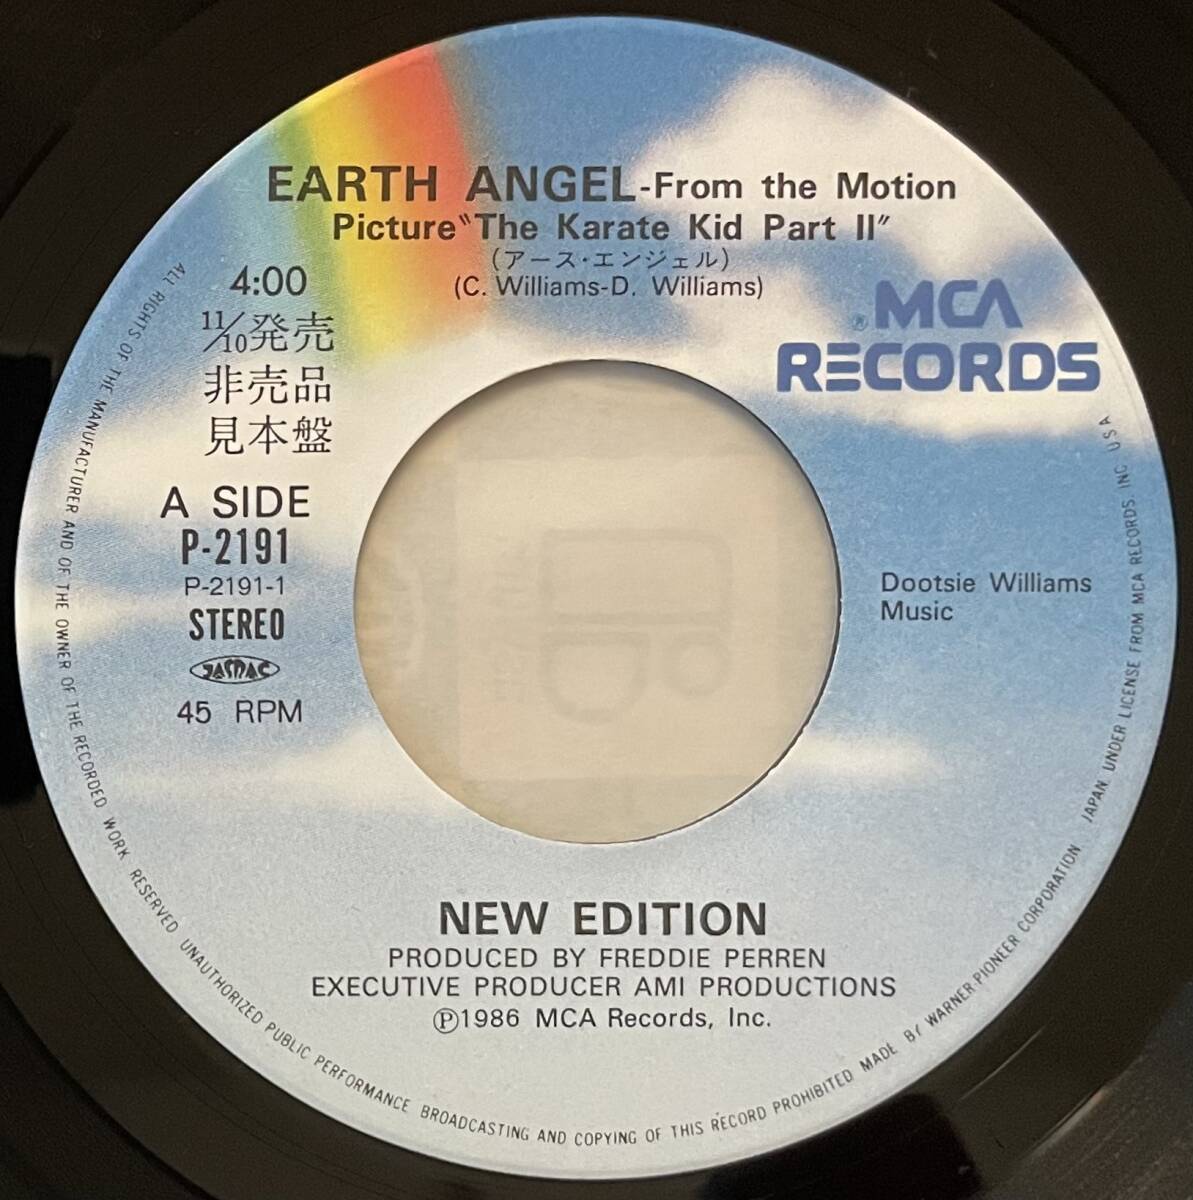 EARTH ANGEL-From the Motion
Picture "The Karate Kid Part II"
(アース・エンジェル)
(C. Williams-D. Williams)
4:00
11/10発売
非売品
見本盤
A SIDE
P-2191
P-2191-1
STEREO
JASRAC
45 RPM
® MCA
RECORDS
Dootsie Williams
Music
NEW EDITION
PRODUCED BY FREDDIE PERREN
EXECUTIVE PRODUCER AMI PRODUCTIONS
℗1986 MCA Records, Inc.
ALL RIGHTS OF THE MANUFACTURER AND OF THE OWNER OF THE RECORDED WORK RESERVED UNAUTHORIZED PUBLIC PERFORMANCE BROADCASTING AND COPYING OF THIS RECORD PROHIBITED MADE BY WARNER-PIONEER CORPORATION JAPAN UNDER LICENSE FROM MCA RECORDS INC USA